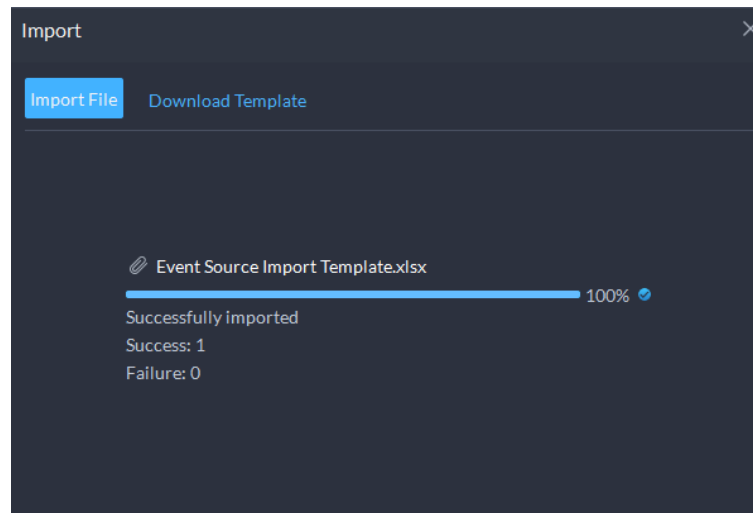 Import
Import File Download Template
Event Source Import Template.xlsx
100%
Successfully imported
Success: 1
Failure: 0